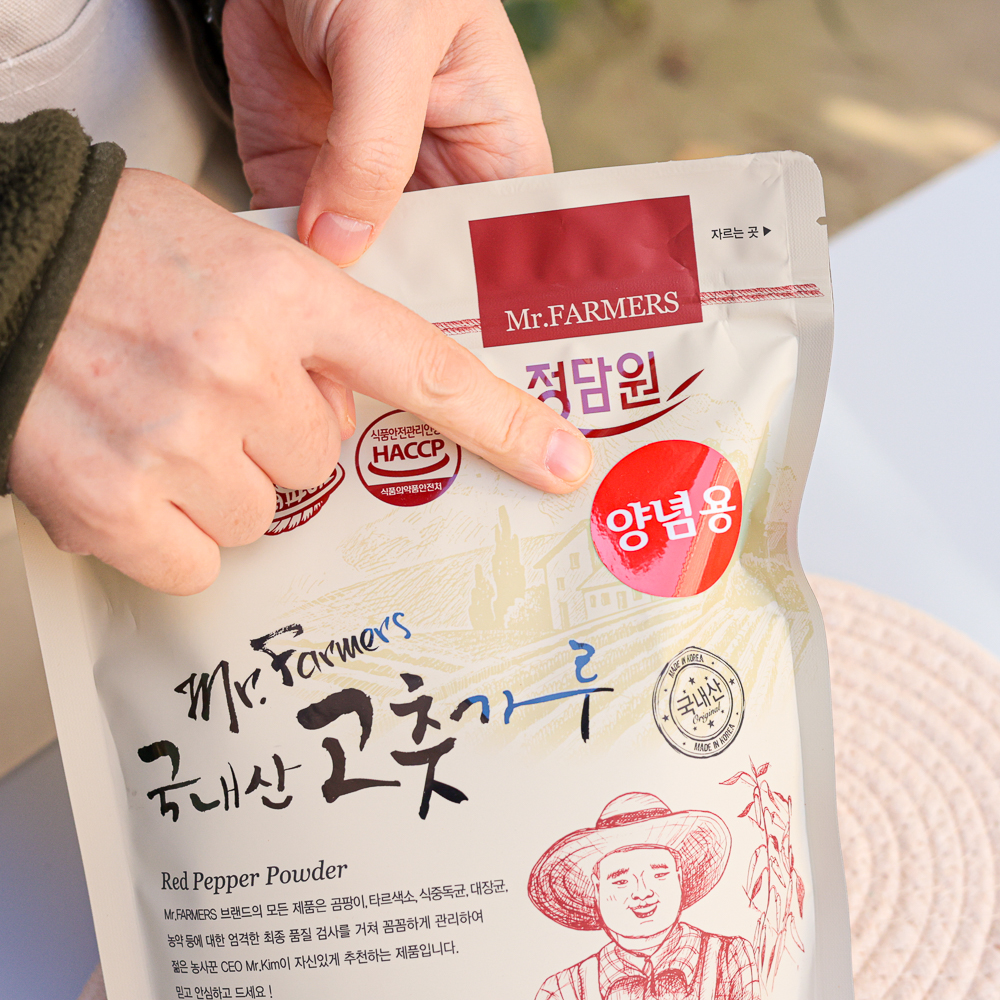 자르는 곳 ▶
Mr.FARMERS
정담원
식품안전관리인증
HACCP
식품의약품안전처
양념용
Mr.Farmers
국내산 고춧가루
MADE IN KOREA
국내산
Original
MADE IN KOREA
Red Pepper Powder
Mr.FARMERS 브랜드의 모든 제품은 곰팡이, 타르색소, 식중독균, 대장균,
농약 등에 대한 엄격한 최종 품질 검사를 거쳐 꼼꼼하게 관리하여
젊은 농사꾼 CEO Mr.Kim이 자신있게 추천하는 제품입니다.
믿고 안심하고 드세요!